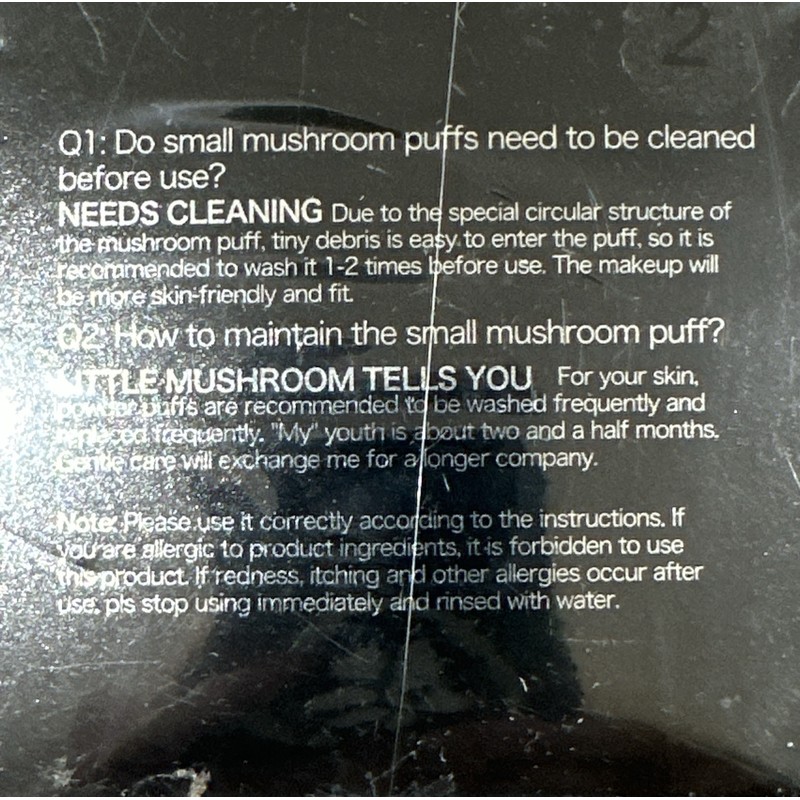 2
Q1: Do small mushroom puffs need to be cleaned
before use?
NEEDS CLEANING Due to the special circular structure of
the mushroom puff, tiny debris is easy to enter the puff, so it is
recommended to wash it 1-2 times before use. The makeup will
be more skin-friendly and fit.
Q2: How to maintain the small mushroom puff?
LITTLE MUSHROOM TELLS YOU For your skin,
powder puffs are recommended to be washed frequently and
replaced frequently. "My" youth is about two and a half months.
Gentle care will exchange me for a longer company.
Note: Please use it correctly according to the instructions. If
you are allergic to product ingredients, it is forbidden to use
this product. If redness, itching and other allergies occur after
use, pls stop using immediately and rinsed with water.